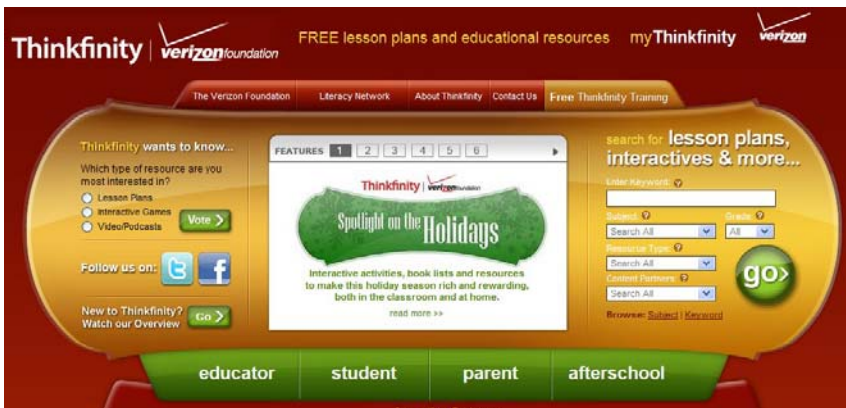 Thinkfinity | verizon foundation
FREE lesson plans and educational resources
myThinkfinity
verizon
The Verizon Foundation
Literacy Network
About Thinkfinity
Contact Us
Free Thinkfinity Training
Thinkfinity wants to know...
Which type of resource are you
most interested in?
Lesson Plans
Interactive Games
Video/Podcasts
Vote >
Follow us on:
New to Thinkfinity?
Watch our Overview
Go >
FEATURES 1 2 3 4 5 6
Thinkfinity | verizon foundation
Spotlight on the Holidays
Interactive activities, book lists and resources
to make this holiday season rich and rewarding,
both in the classroom and at home.
read more >>
search for lesson plans,
interactives & more...
Enter Keyword: ?
Subject: ? Grade: ?
Search All All
Resource Type: ?
Search All
Content Partners: ?
Search All
go>
Browse: Subject | Keyword
educator
student
parent
afterschool